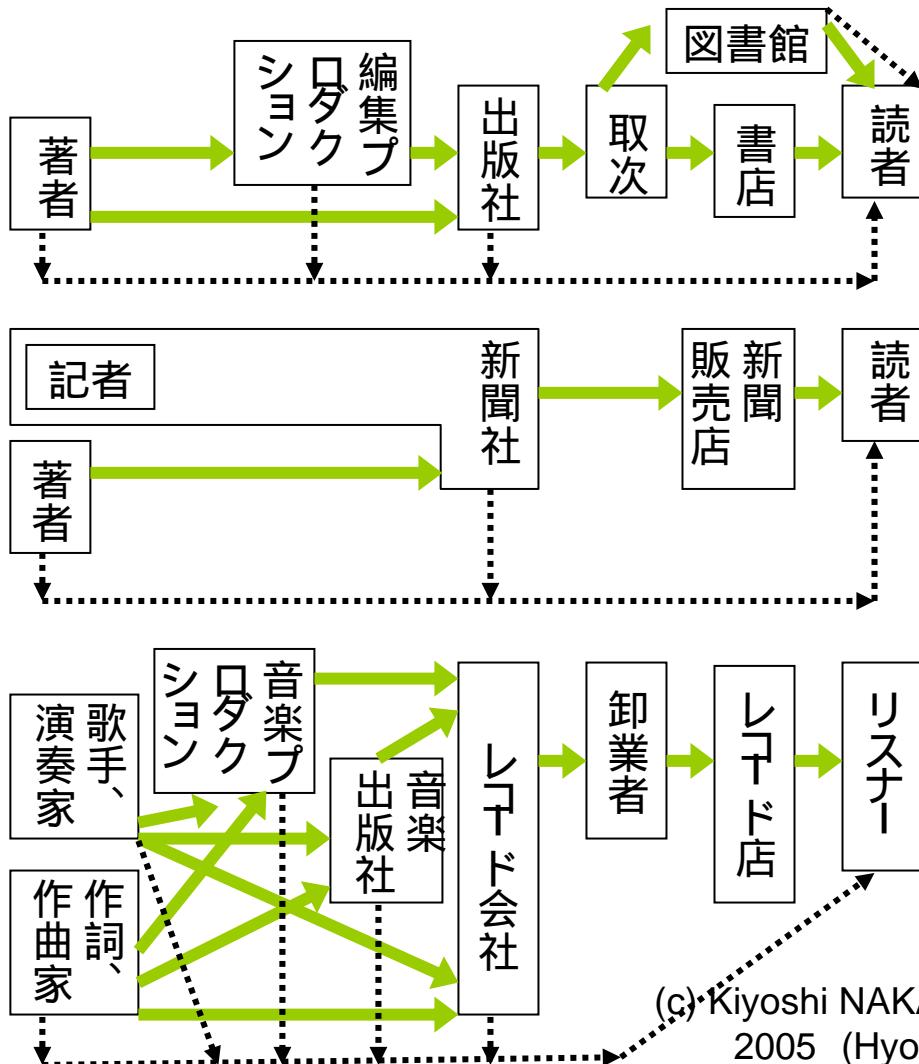 著者
編集プ
ロダク
ション
出版社
取次
図書館
書店
読者
記者
著者
新聞社
新聞
販売店
読者
歌手、
演奏家
作詞、
作曲家
音楽プ
ロダク
ション
音楽
出版社
レコード会社
卸業者
レコード店
リスナー
(c) Kiyoshi NAKA
2005 (Hyo